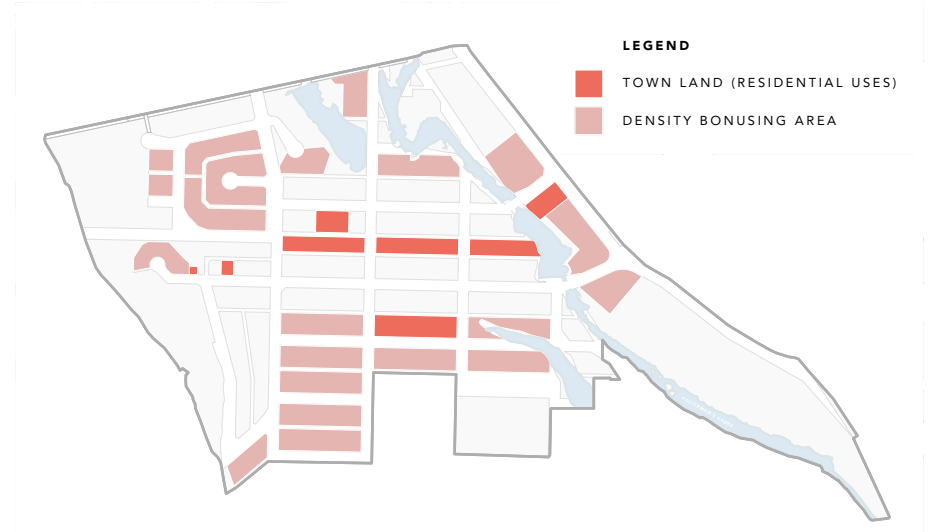 LEGEND
TOWN LAND (RESIDENTIAL USES)
DENSITY BONUSING AREA